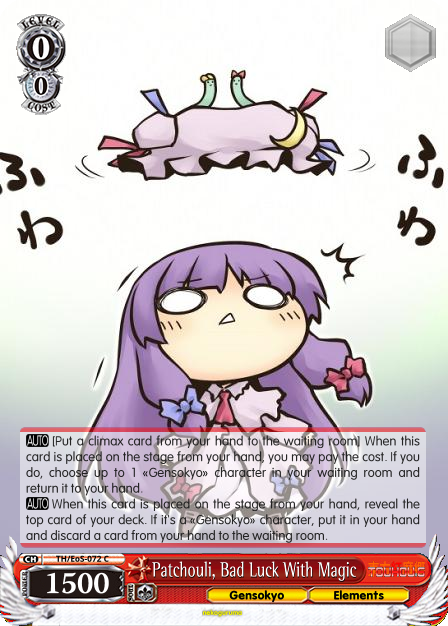 LEVEL
0
0
COST
ふわ
ふわ
AUTO [Put a climax card from your hand to the waiting room] When this
card is placed on the stage from your hand, you may pay the cost. If you
do, choose up to 1 «Gensokyo» character in your waiting room and
return it to your hand.
AUTO When this card is placed on the stage from your hand, reveal the
top card of your deck. If it's a «Gensokyo» character, put it in your hand
and discard a card from your hand to the waiting room.
CH TH/EoS-072 C
POWER 1500 SOUL Patchouli, Bad Luck With Magic
Gensokyo Elements